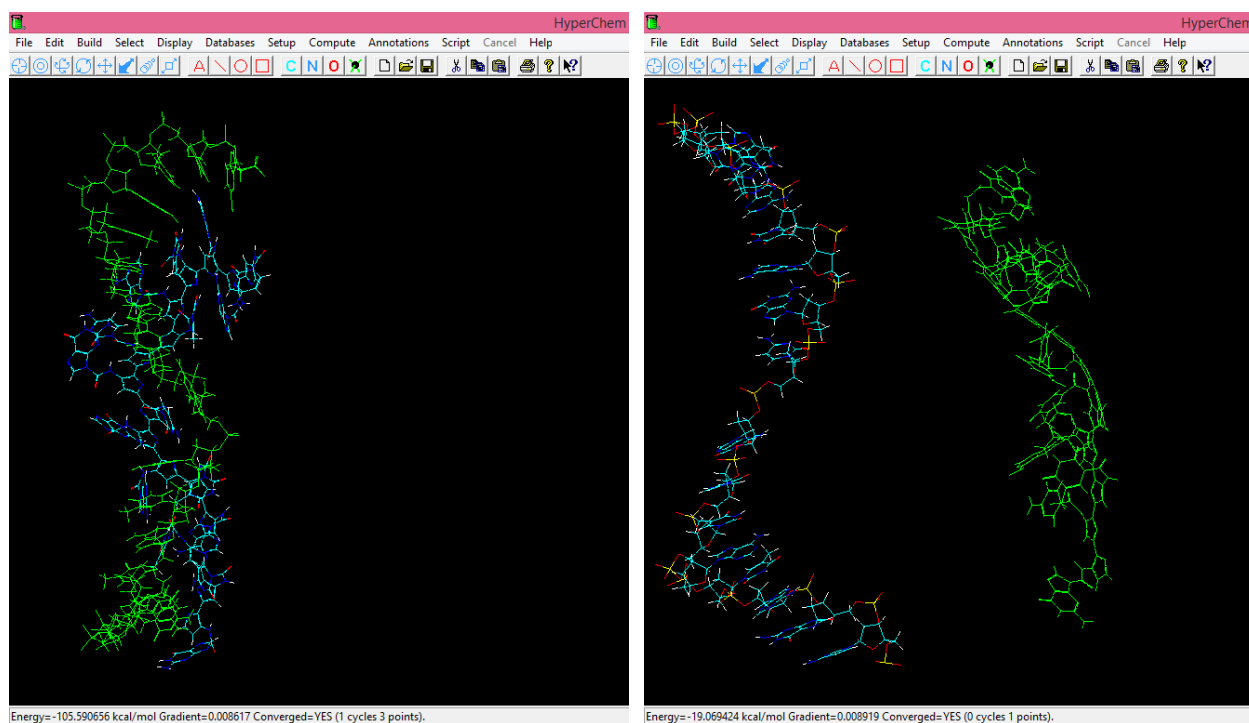 HyperChem
File Edit Build Select Display Databases Setup Compute Annotations Script Cancel Help
A C N O
Energy=-105.590656 kcal/mol Gradient=0.008617 Converged=YES (1 cycles 3 points).
HyperChem
File Edit Build Select Display Databases Setup Compute Annotations Script Cancel Help
A C N O
Energy=-19.069424 kcal/mol Gradient=0.008919 Converged=YES (0 cycles 1 points).